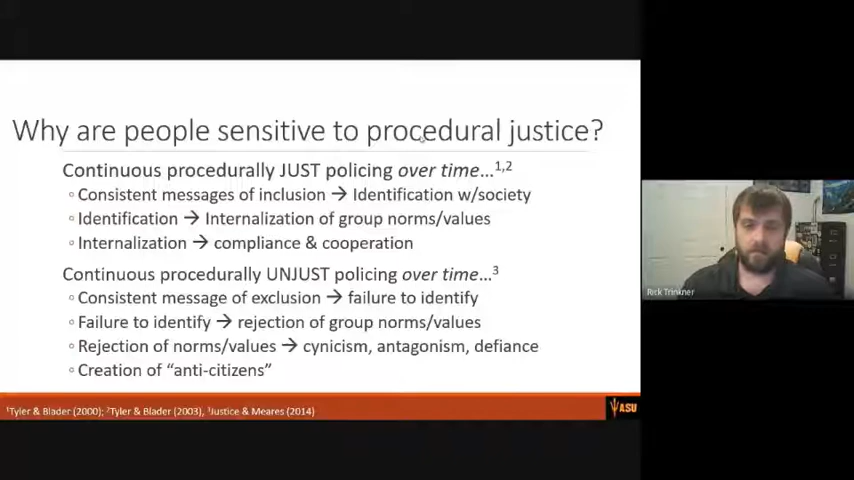 Why are people sensitive to procedural justice?
Continuous procedurally JUST policing over time...1,2
◦ Consistent messages of inclusion → Identification w/society
◦ Identification → Internalization of group norms/values
◦ Internalization → compliance & cooperation
Continuous procedurally UNJUST policing over time...3
◦ Consistent message of exclusion → failure to identify
◦ Failure to identify → rejection of group norms/values
◦ Rejection of norms/values → cynicism, antagonism, defiance
◦ Creation of “anti-citizens”
1Tyler & Blader (2000); 2Tyler & Blader (2003), 3Justice & Meares (2014)
ASU
Rick Trinkner